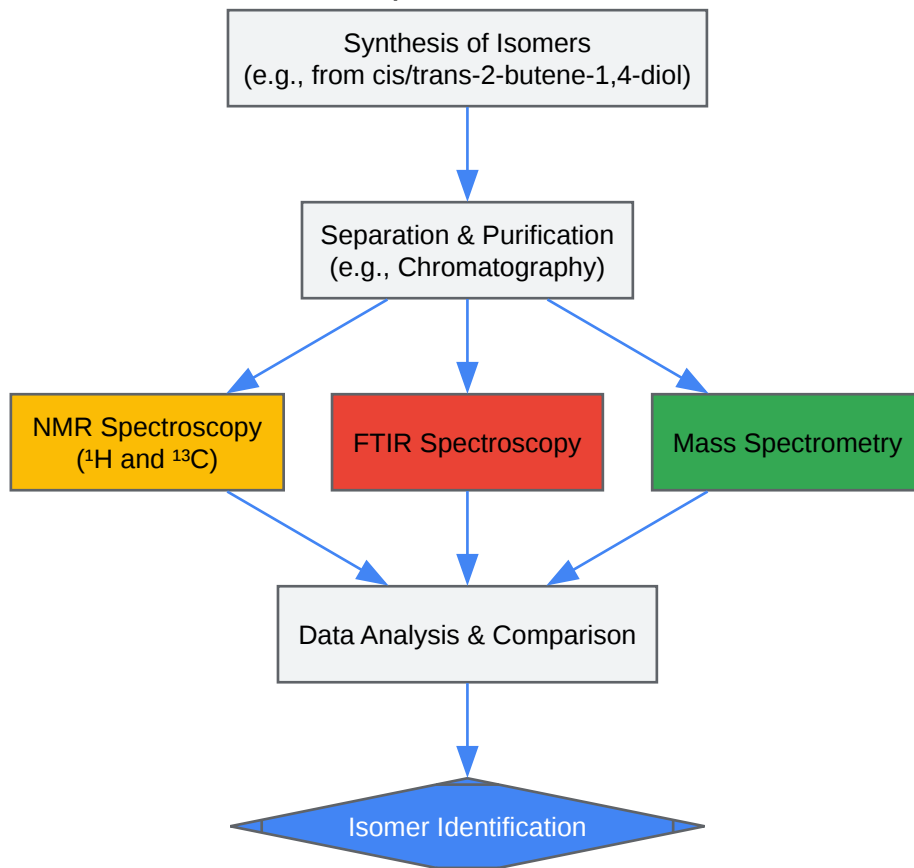 Synthesis of Isomers
(e.g., from cis/trans-2-butene-1,4-diol)
Separation & Purification
(e.g., Chromatography)
NMR Spectroscopy
(¹H and ¹³C)
FTIR Spectroscopy
Mass Spectrometry
Data Analysis & Comparison
Isomer Identification